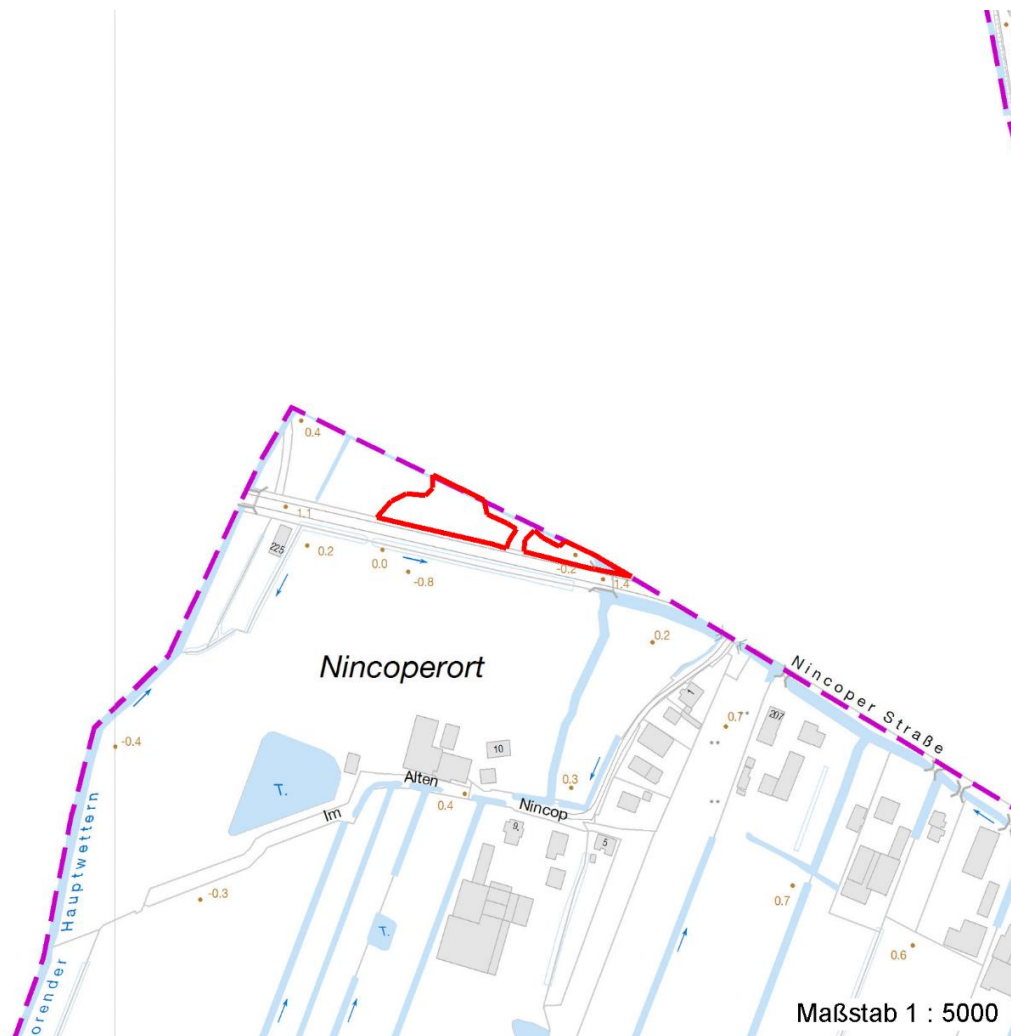 0.4
1.1
225
0.2
0.0
-0.8
-0.2
1.4
0.2
Nincoperort
Nincoper Straße
1
0.7
207
-0.4
10
T.
Alten
0.4
0.3
Im
Nincop
9
5
Hauptwettern
-0.3
0.7
T.
0.6
orender
Maßstab 1 : 5000